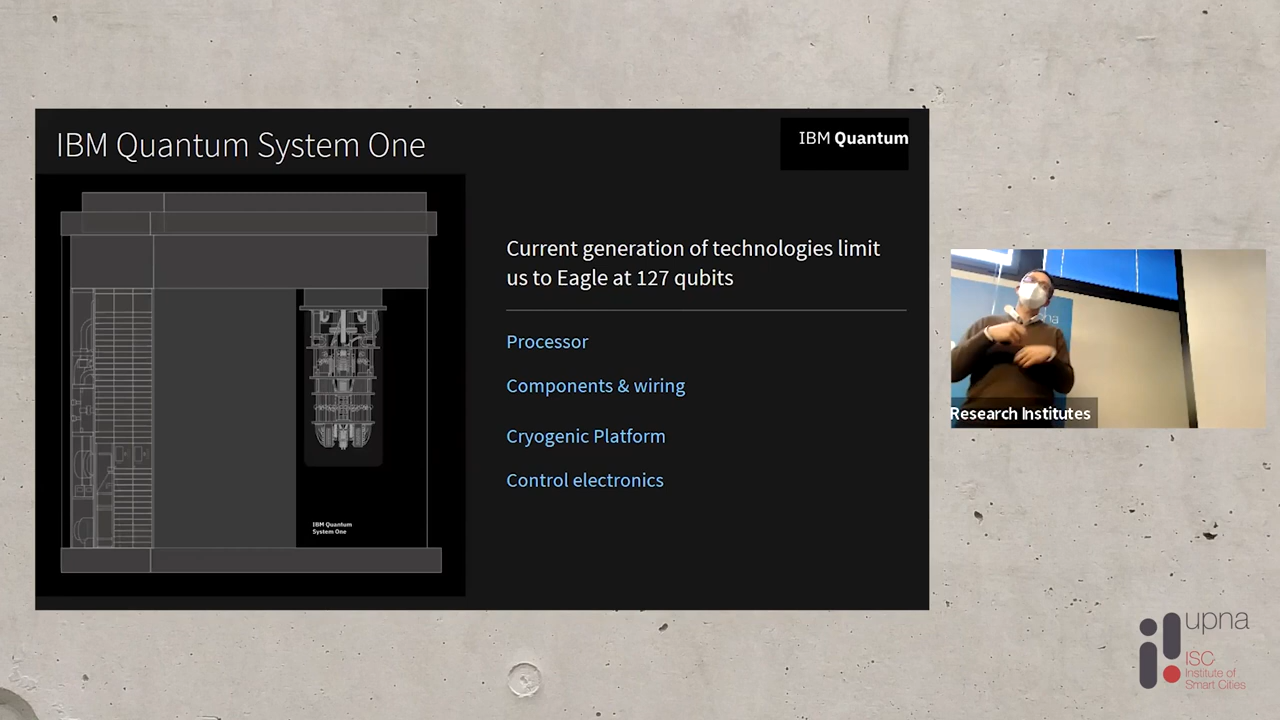 IBM Quantum System One
IBM Quantum
Current generation of technologies limit
us to Eagle at 127 qubits
Processor
Components & wiring
Cryogenic Platform
Control electronics
IBM Quantum
System One
Research Institutes
upna
ISC
Institute of
Smart Cities